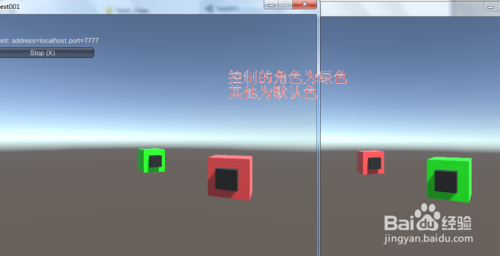 est001
ent: address=localhost port=7777
Stop (X)
控制的角色为绿色
其他为默认色
Baidu 经验
jingyan.baidu.com